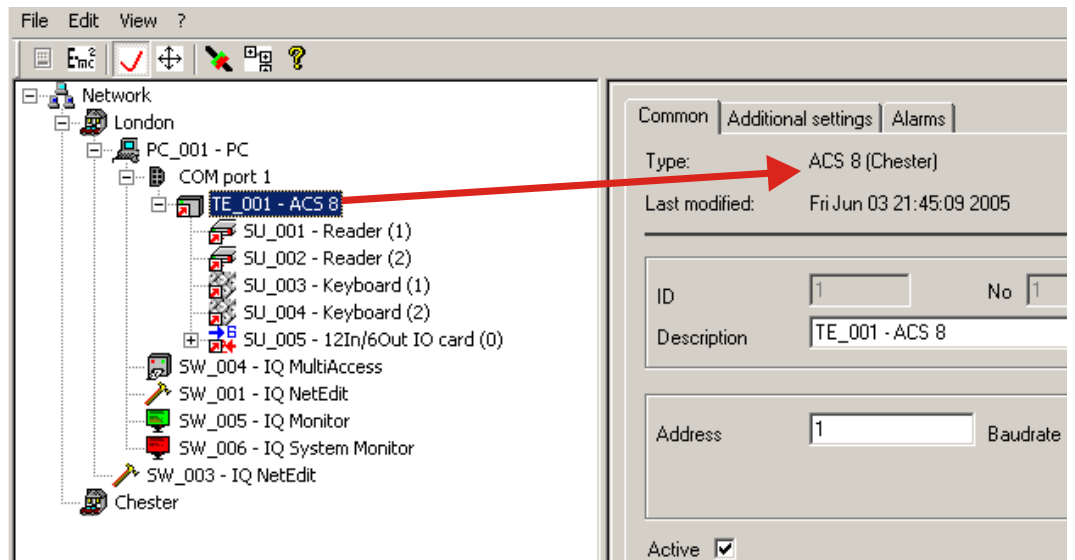 File Edit View ?
Emc²
Network
London
PC_001 - PC
COM port 1
TE_001 - ACS 8
SU_001 - Reader (1)
SU_002 - Reader (2)
SU_003 - Keyboard (1)
SU_004 - Keyboard (2)
6
SU_005 - 12In/6Out IO card (0)
SW_004 - IQ MultiAccess
SW_001 - IQ NetEdit
SW_005 - IQ Monitor
SW_006 - IQ System Monitor
SW_003 - IQ NetEdit
Chester
Common Additional settings Alarms
Type: ACS 8 (Chester)
Last modified: Fri Jun 03 21:45:09 2005
ID 1 No 1
Description TE_001 - ACS 8
Address 1 Baudrate
Active